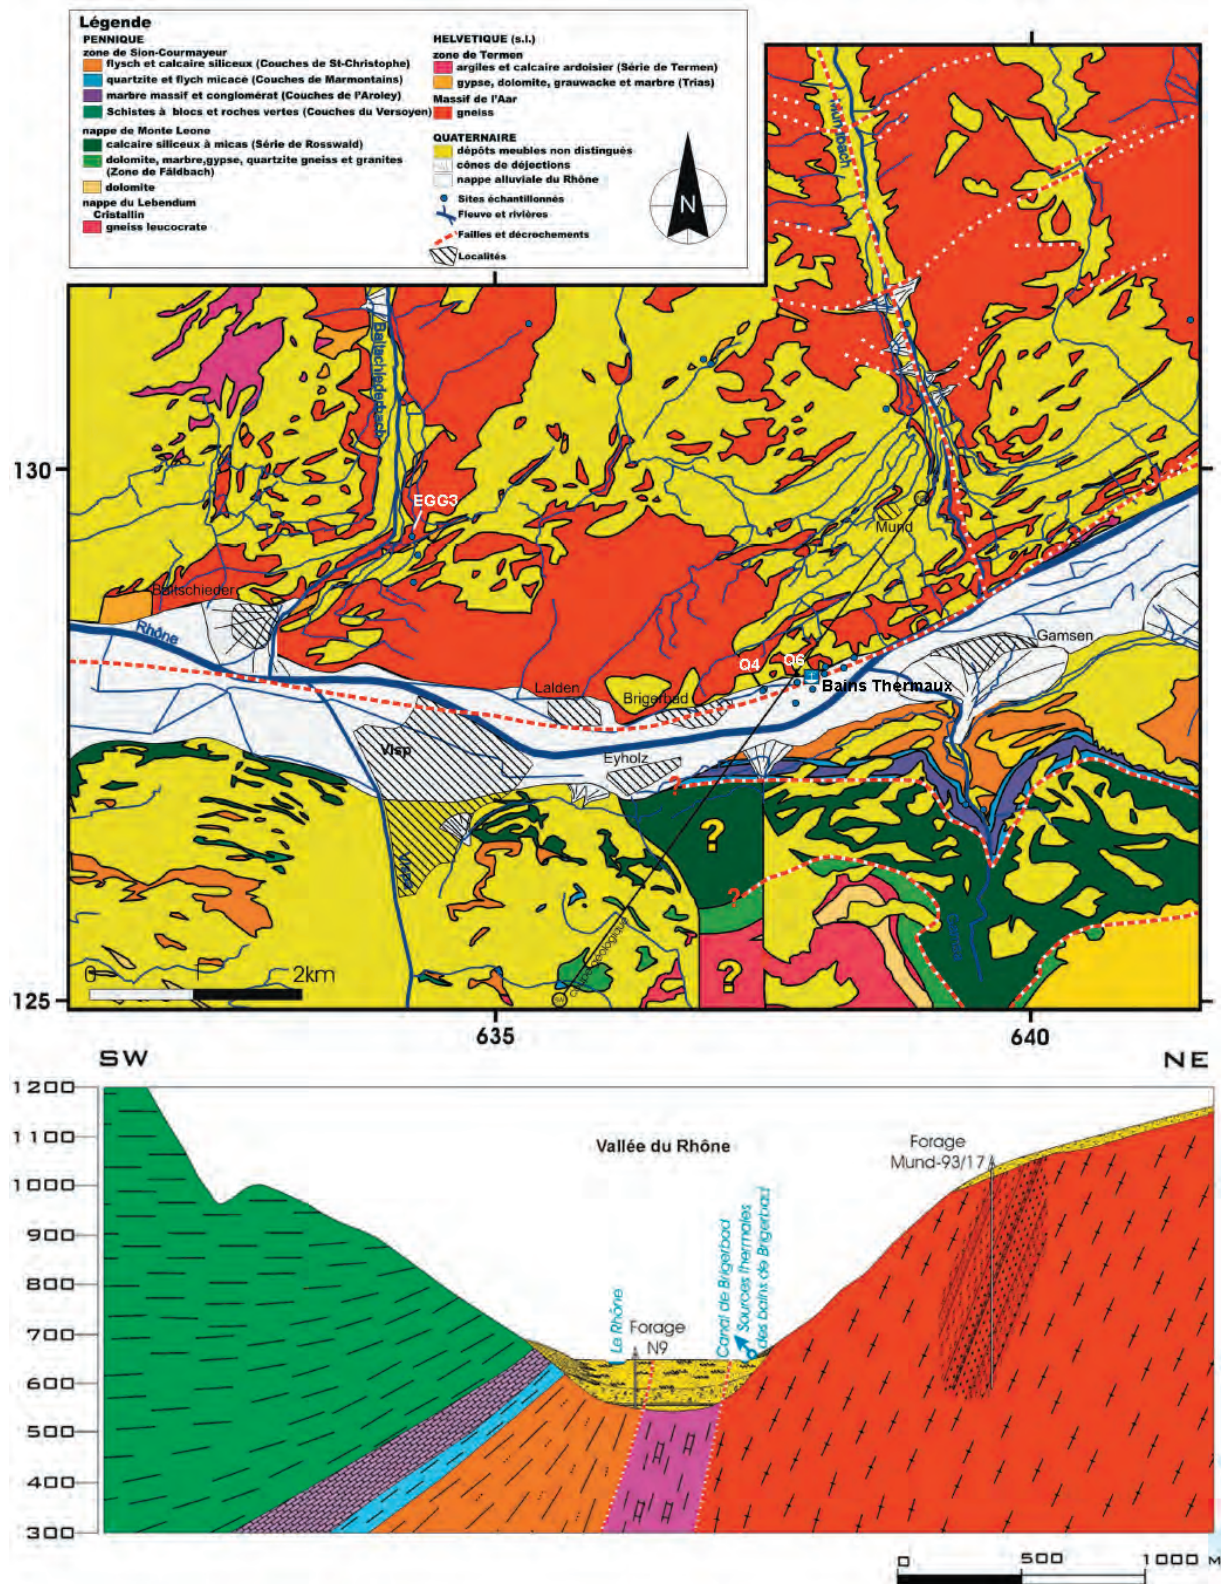 Légende
PENNIQUE
zone de Sion-Courmayeur
flysch et calcaire siliceux (Couches de St-Christophe)
quartzite et flych micacé (Couches de Marmontains)
marbre massif et conglomérat (Couches de l'Aroley)
Schistes à blocs et roches vertes (Couches du Versoyen)
nappe de Monte Leone
calcaire siliceux à micas (Série de Rosswald)
dolomite, marbre,gypse, quartzite gneiss et granites
(Zone de Fäldbach)
dolomite
nappe du Lebendum
Cristallin
gneiss leucocrate
HELVETIQUE (s.l.)
zone de Termen
argiles et calcaire ardoisier (Série de Termen)
gypse, dolomite, grauwacke et marbre (Trias)
Massif de l'Aar
gneiss
QUATERNAIRE
dépôts meubles non distingués
cônes de déjections
nappe alluviale du Rhône
Sites échantillonnés
Fleuve et rivières
Failles et décrochements
Localités
N
Mundbach
Baltschiederbach
130
EGG3
Mund
Baltschieder
Rhône
Gamsen
Q4
Q6
Bains Thermaux
Lalden
Brigerbad
Visp
Eyholz
?
?
?
?
Vispa
coupe géologique
0
2km
125
635
640
SW
NE
1200
1100
1000
900
800
700
600
500
400
300
Vallée du Rhône
Forage
Mund-93/17
Le Rhône
Forage
N9
Canal de Brigerbad
Sources thermales
des bains de Brigerbad
0
500
1000 M